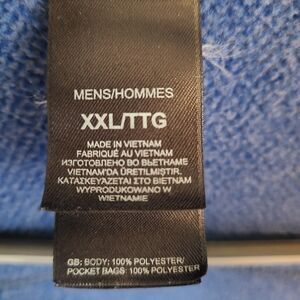 MENS/HOMMES
XXL/TTG
MADE IN VIETNAM
FABRIQUÉ AU VIETNAM
ИЗГОТОВЛЕНО ВО ВЬЕТНАМЕ
VIETNAM'DA ÜRETILMIŞTIR.
ΚΑΤΑΣΚΕΥΑΖΕΤΑΙ ΣΤΟ ΒΙΕΤΝΑΜ
WYPRODUKOWANO W
WIETNAMIE
GB: BODY: 100% POLYESTER/
POCKET BAGS: 100% POLYESTER